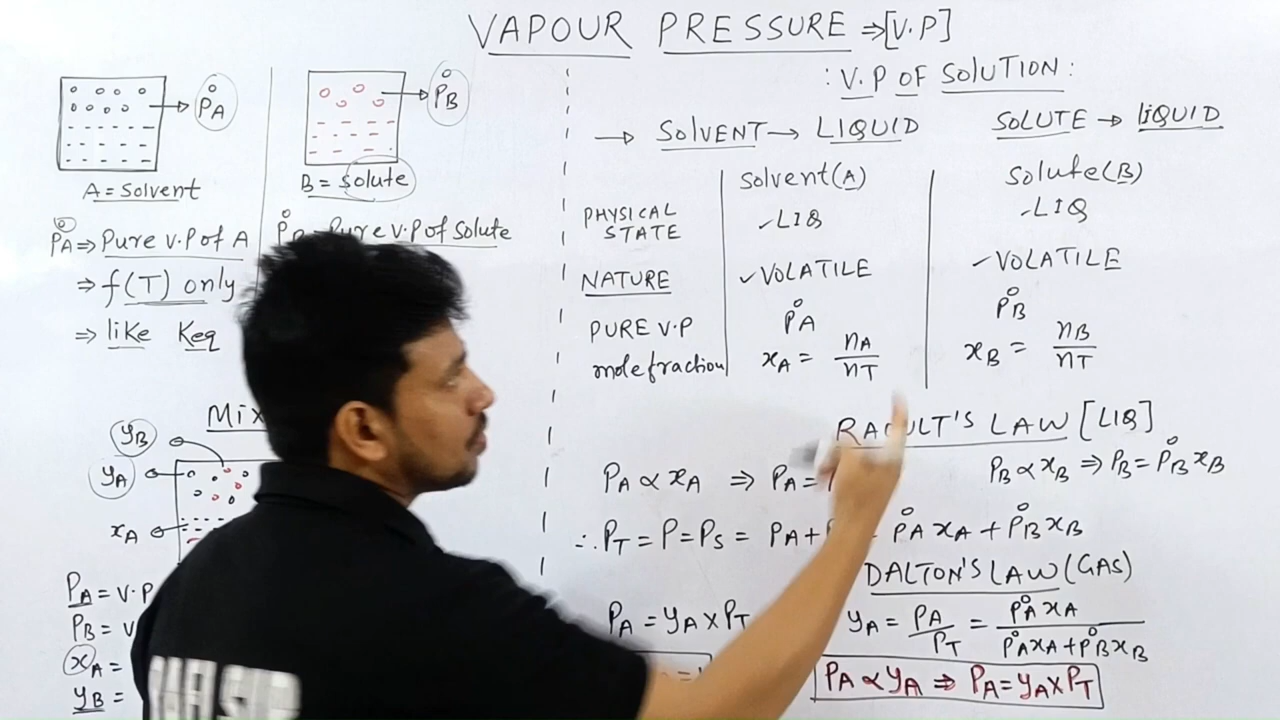 VAPOUR PRESSURE ⇒[V.P]
P°A
P°B
A = Solvent
B = Solute
P°A ⇒ Pure V.P of A
Pure V.P of Solute
⇒ f(T) only
⇒ like Keq
Mix
yB
yA
xA
PA = V.P
PB = V
xA =
yB =
: V.P OF SOLUTION :
→ SOLVENT → LIQUID SOLUTE → LIQUID
Solvent(A) Solute(B)
PHYSICAL STATE ✓LIQ ✓LIQ
NATURE ✓VOLATILE ✓VOLATILE
PURE V.P P°A P°B
mole fraction xA = nA/nT xB = nB/nT
RAOULT'S LAW [LIQ]
PA ∝ xA ⇒ PA = PB ∝ xB ⇒ PB = P°B xB
∴ PT = P = PS = PA + P°A xA + P°B xB
DALTON'S LAW (GAS)
PA = yA × PT yA = PA/PT = P°A xA / P°A xA + P°B xB
PA ∝ yA ⇒ PA = yA × PT